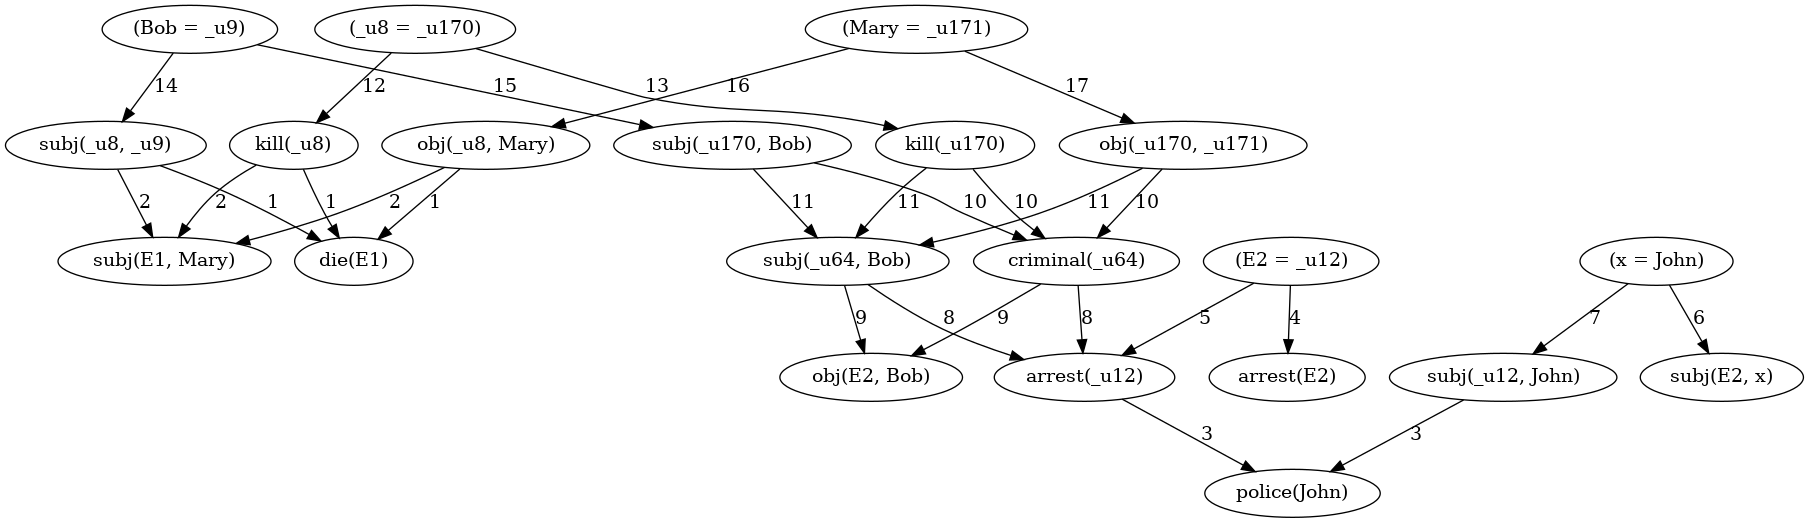 (Bob = _u9) (_u8 = _u170) (Mary = _u171)
14 12 15 13 16 17
subj(_u8, _u9) kill(_u8) obj(_u8, Mary) subj(_u170, Bob) kill(_u170) obj(_u170, _u171)
2 2 1 1 2 1 11 11 10 10 11 10
subj(E1, Mary) die(E1) subj(_u64, Bob) criminal(_u64) (E2 = _u12) (x = John)
9 8 9 8 5 4 7 6
obj(E2, Bob) arrest(_u12) arrest(E2) subj(_u12, John) subj(E2, x)
3 3
police(John)